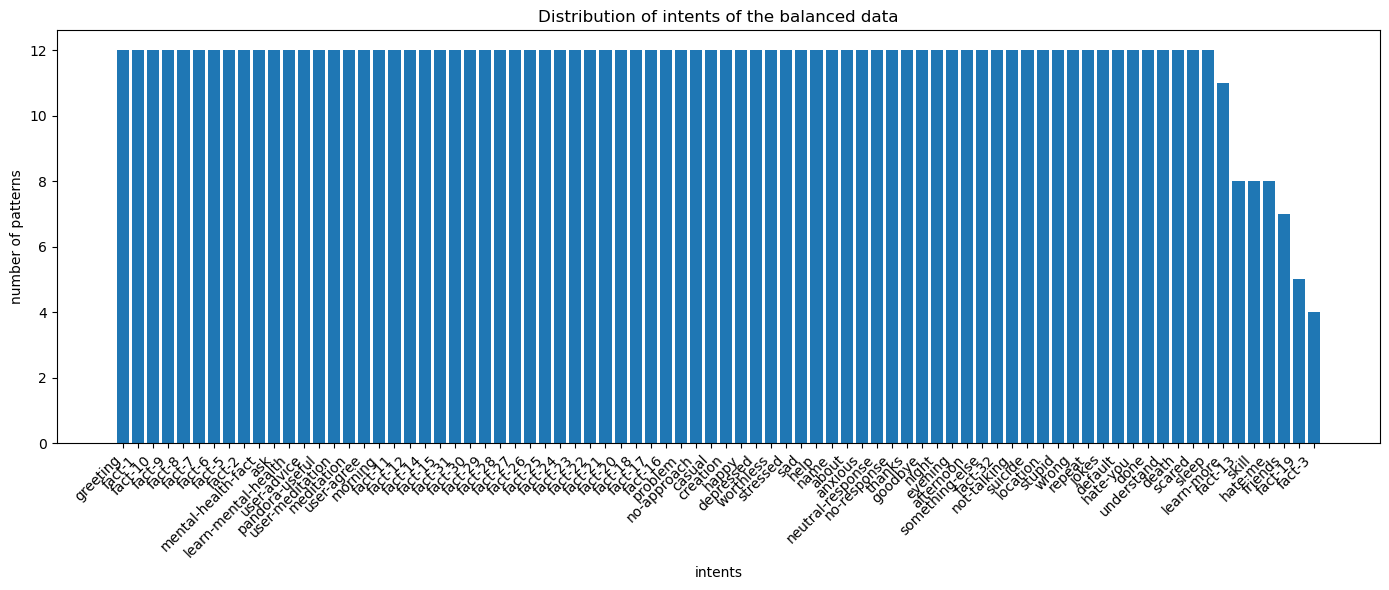 Distribution of intents of the balanced data
number of patterns
12
10
8
6
4
2
0
greeting
fact-1
fact-10
fact-9
fact-8
fact-7
fact-6
fact-5
fact-2
mental-health-fact
ask
learn-mental-health
user-advice
pandora-useful
user-meditation
meditation
user-agree
morning
fact-11
fact-12
fact-14
fact-15
fact-31
fact-30
fact-29
fact-28
fact-27
fact-26
fact-25
fact-24
fact-23
fact-22
fact-21
fact-20
fact-18
fact-17
fact-16
problem
no-approach
casual
creation
happy
depressed
worthless
stressed
sad
help
name
about
anxious
neutral-response
no-response
thanks
goodbye
night
evening
afternoon
something-else
fact-32
not-talking
suicide
location
stupid
wrong
repeat
jokes
default
hate-you
done
understand
death
scared
sleep
learn-more
fact-13
skill
hate-me
friends
fact-19
fact-3
intents